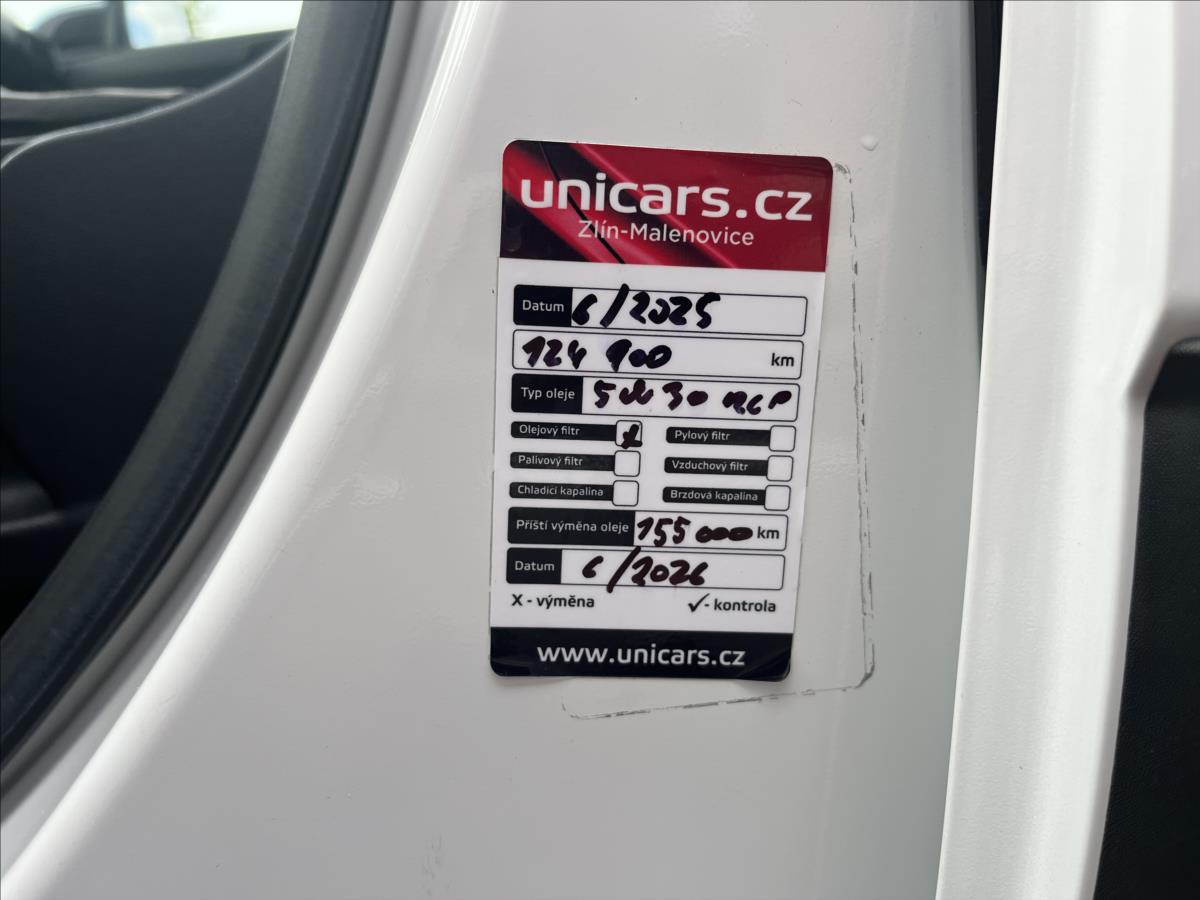 unicars.cz
Zlín-Malenovice
Datum 6/2025
124 900 km
Typ oleje 5W30
Olejový filtr X Pylový filtr
Palivový filtr Vzduchový filtr
Chladící kapalina Brzdová kapalina
Příští výměna oleje 155 000 km
Datum 6/2026
X - výměna ✓- kontrola
www.unicars.cz